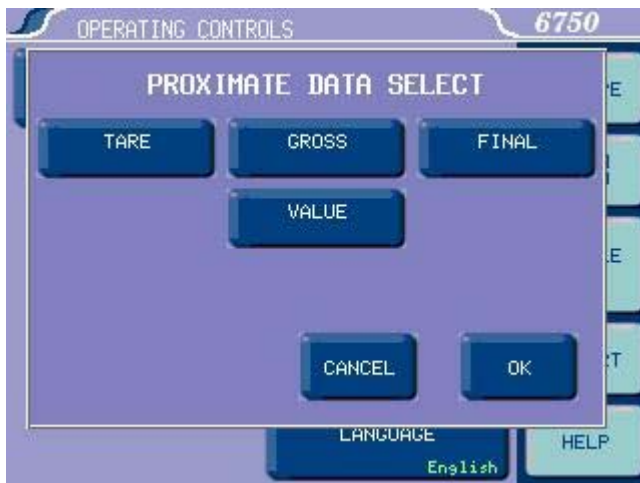 OPERATING CONTROLS 6750
PROXIMATE DATA SELECT
TARE GROSS FINAL
VALUE
CANCEL OK
LANGUAGE
English
HELP